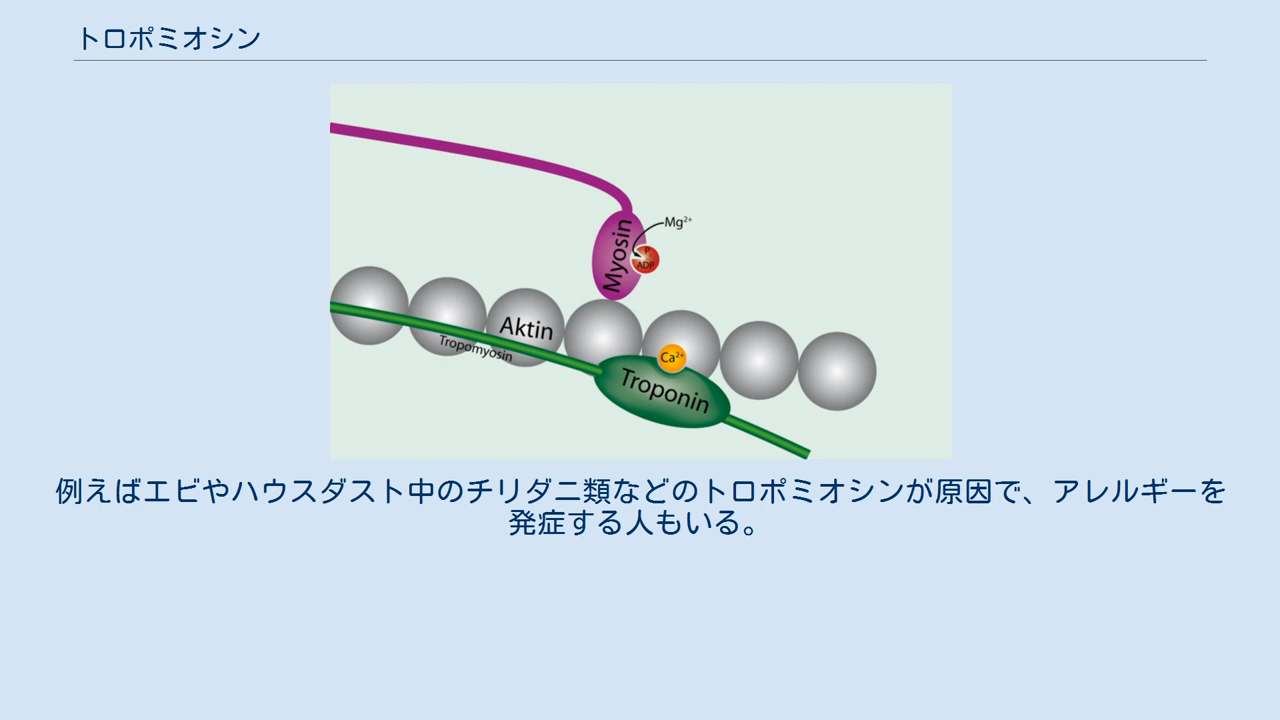 トロポミオシン
Myosin
Mg²⁺
P
ADP
Aktin
Tropomyosin
Ca²⁺
Troponin
例えばエビやハウスダスト中のチリダニ類などのトロポミオシンが原因で、アレルギーを
発症する人もいる。